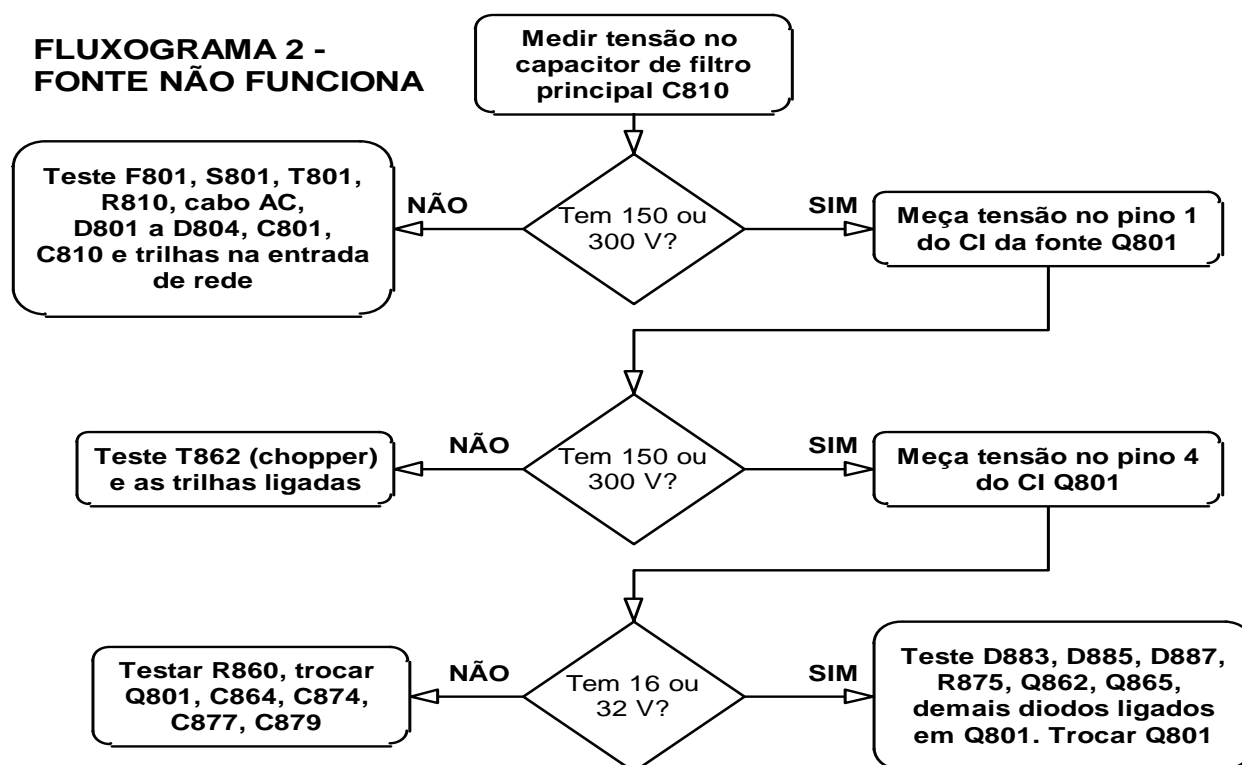 FLUXOGRAMA 2 -
FONTE NÃO FUNCIONA
Medir tensão no
capacitor de filtro
principal C810
Tem 150 ou
300 V?
NÃO
Teste F801, S801, T801,
R810, cabo AC,
D801 a D804, C801,
C810 e trilhas na entrada
de rede
SIM
Meça tensão no pino 1
do CI da fonte Q801
Tem 150 ou
300 V?
NÃO
Teste T862 (chopper)
e as trilhas ligadas
SIM
Meça tensão no pino 4
do CI Q801
Tem 16 ou
32 V?
NÃO
Testar R860, trocar
Q801, C864, C874,
C877, C879
SIM
Teste D883, D885, D887,
R875, Q862, Q865,
demais diodos ligados
em Q801. Trocar Q801